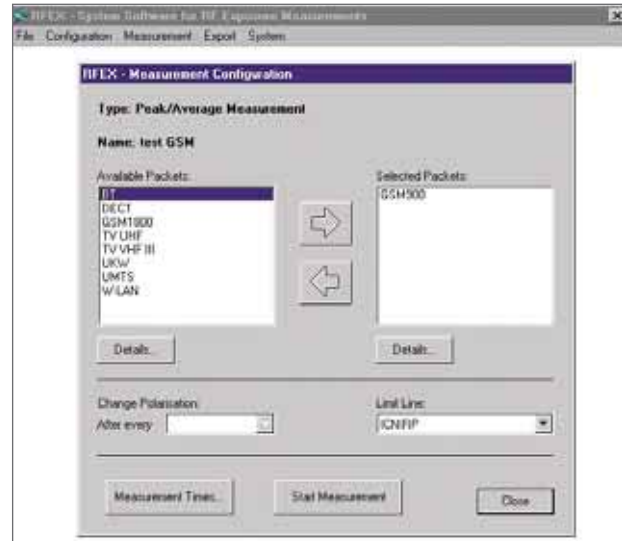 RFEX - System Software for RF Exposure Measurements
File Configuration Measurement Export System
RFEX - Measurement Configuration
Type: Peak/Average Measurement
Name: test GSM
Available Packets:
BT
DECT
GSM1800
TV UHF
TV VHF III
UKW
UMTS
W-LAN
Selected Packets:
GSM900
Details...
Details...
Change Polarisation:
After every
Limit Line:
ICNIRP
Measurement Times...
Start Measurement
Close